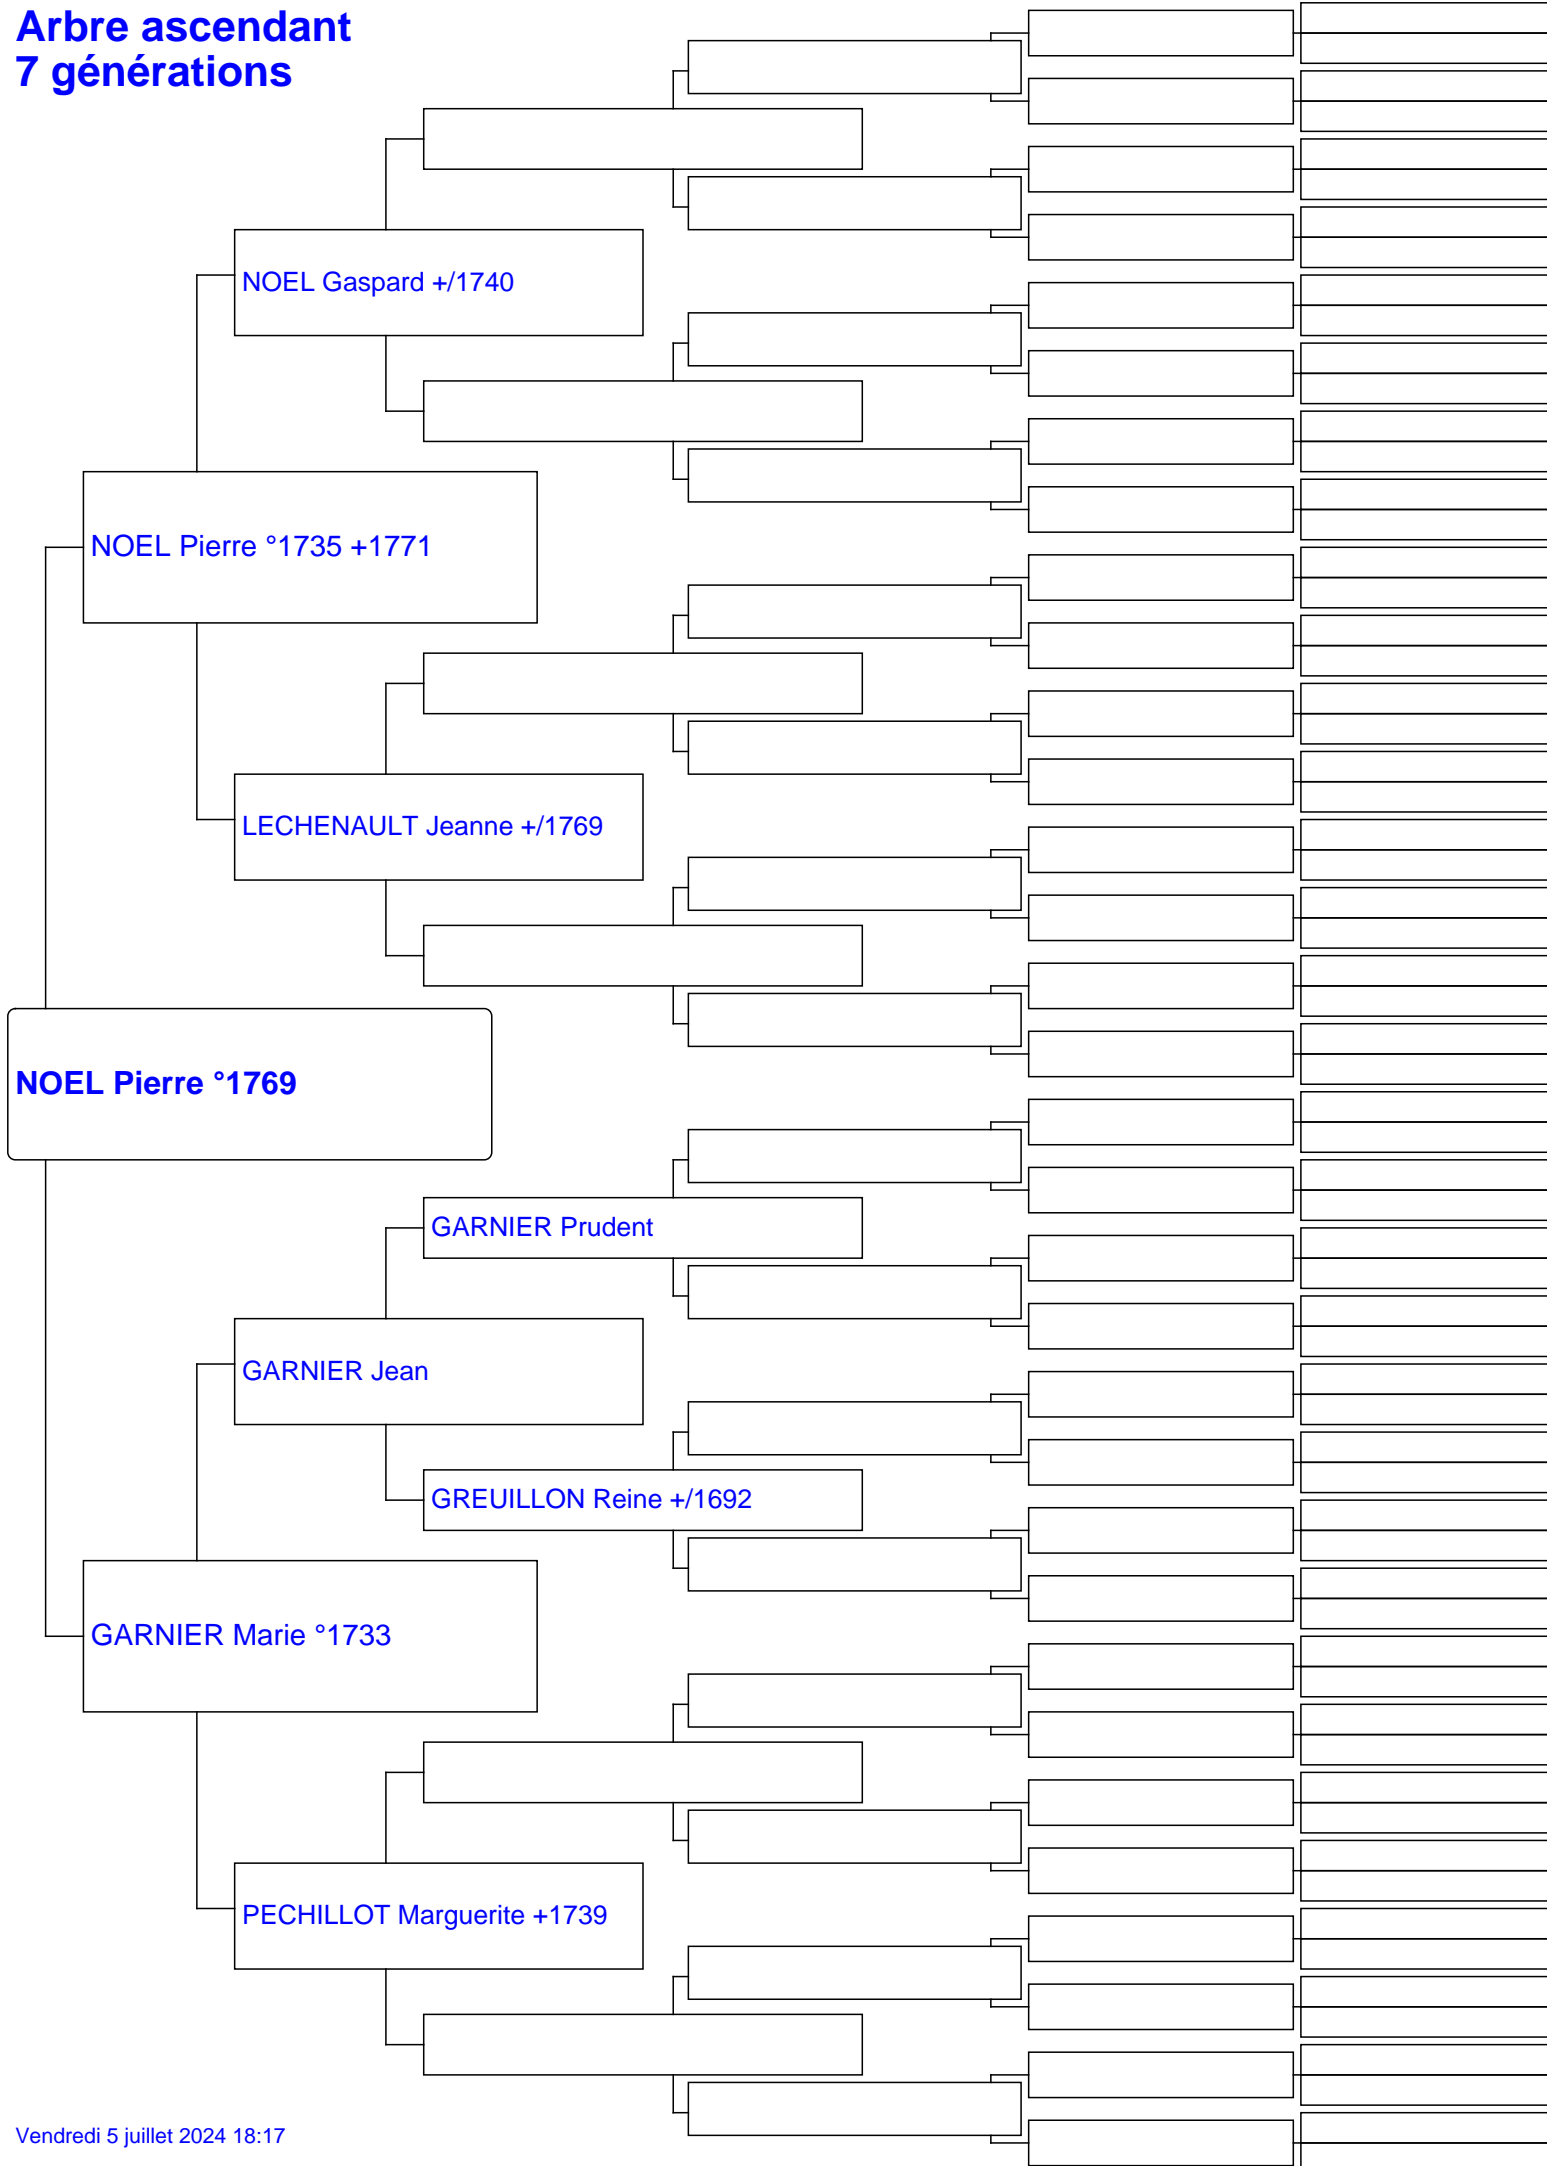 Arbre ascendant
7 générations
NOEL Gaspard +/1740
NOEL Pierre °1735 +1771
LECHENAULT Jeanne +/1769
NOEL Pierre °1769
GARNIER Prudent
GARNIER Jean
GREUILLON Reine +/1692
GARNIER Marie °1733
PECHILLOT Marguerite +1739
Vendredi 5 juillet 2024 18:17